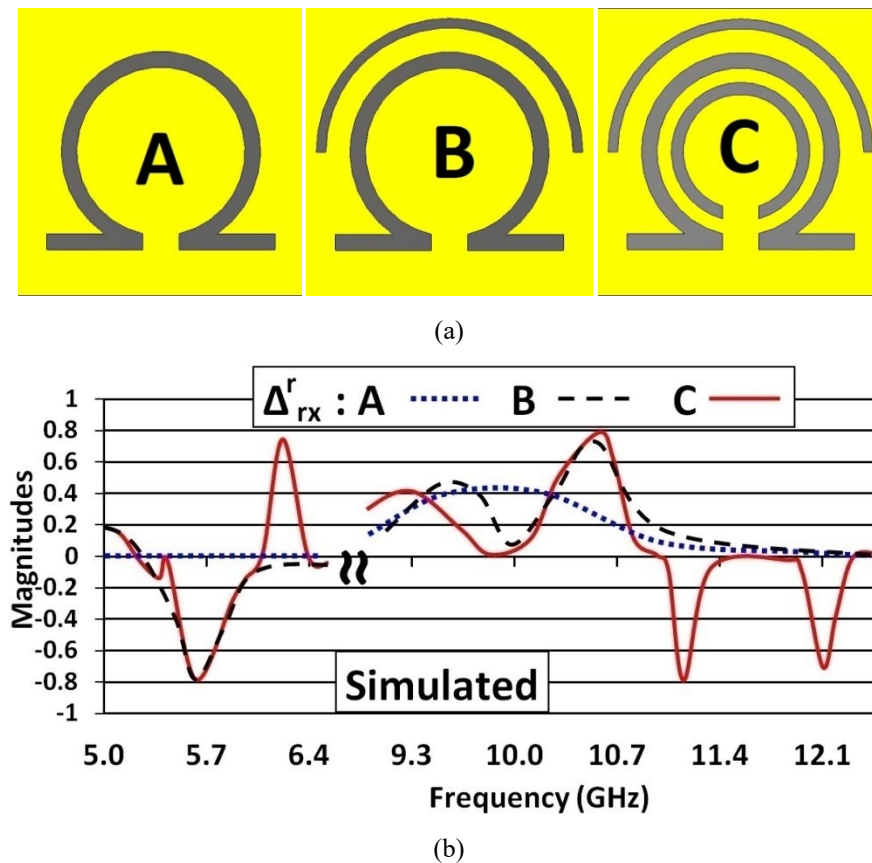 A B C
(a)
Δʳᵣₓ : A B C
1
0.8
0.6
0.4
0.2
0
-0.2
-0.4
-0.6
-0.8
-1
Magnitudes
Simulated
5.0 5.7 6.4 9.3 10.0 10.7 11.4 12.1
Frequency (GHz)
(b)